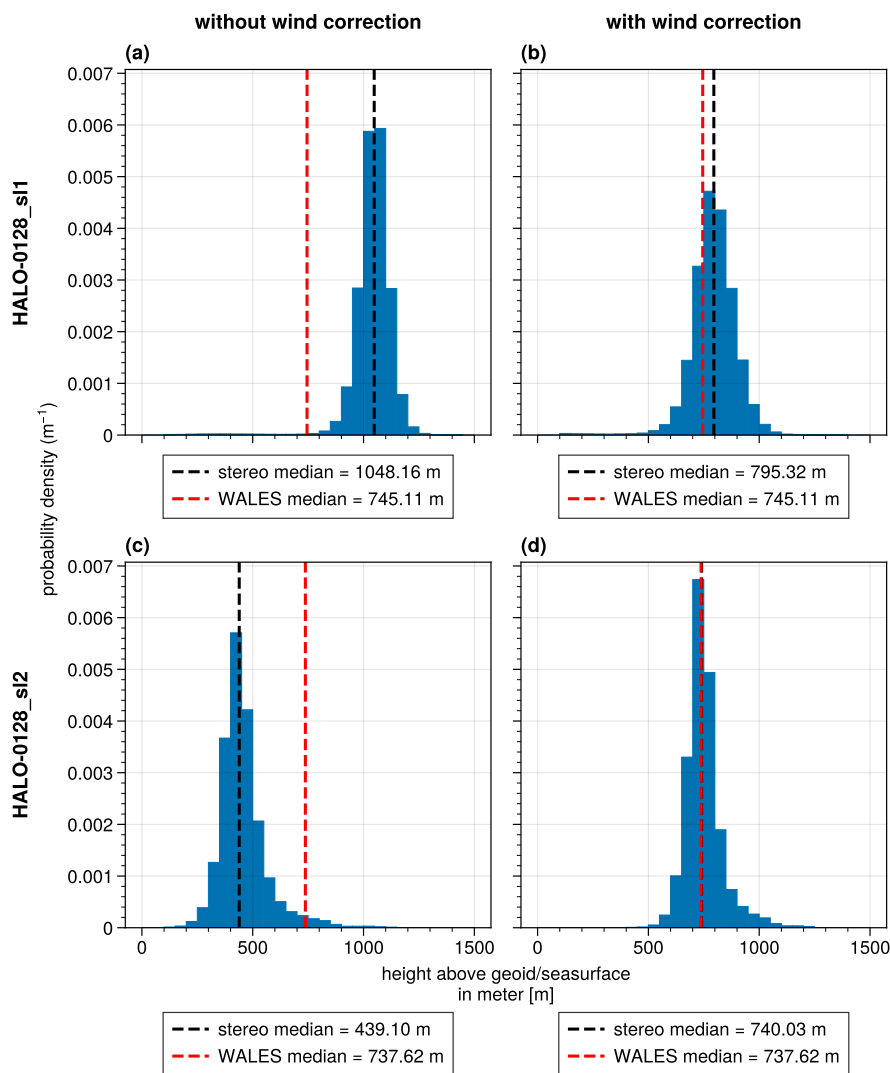 without wind correction
with wind correction
(a)
(b)
0.007
0.006
0.005
0.004
0.003
0.002
0.001
0
HALO-0128_sl1
stereo median = 1048.16 m
WALES median = 745.11 m
stereo median = 795.32 m
WALES median = 745.11 m
probability density (m⁻¹)
(c)
(d)
0.007
0.006
0.005
0.004
0.003
0.002
0.001
0
HALO-0128_sl2
0 500 1000 1500
0 500 1000 1500
height above geoid/seasurface
in meter [m]
stereo median = 439.10 m
WALES median = 737.62 m
stereo median = 740.03 m
WALES median = 737.62 m